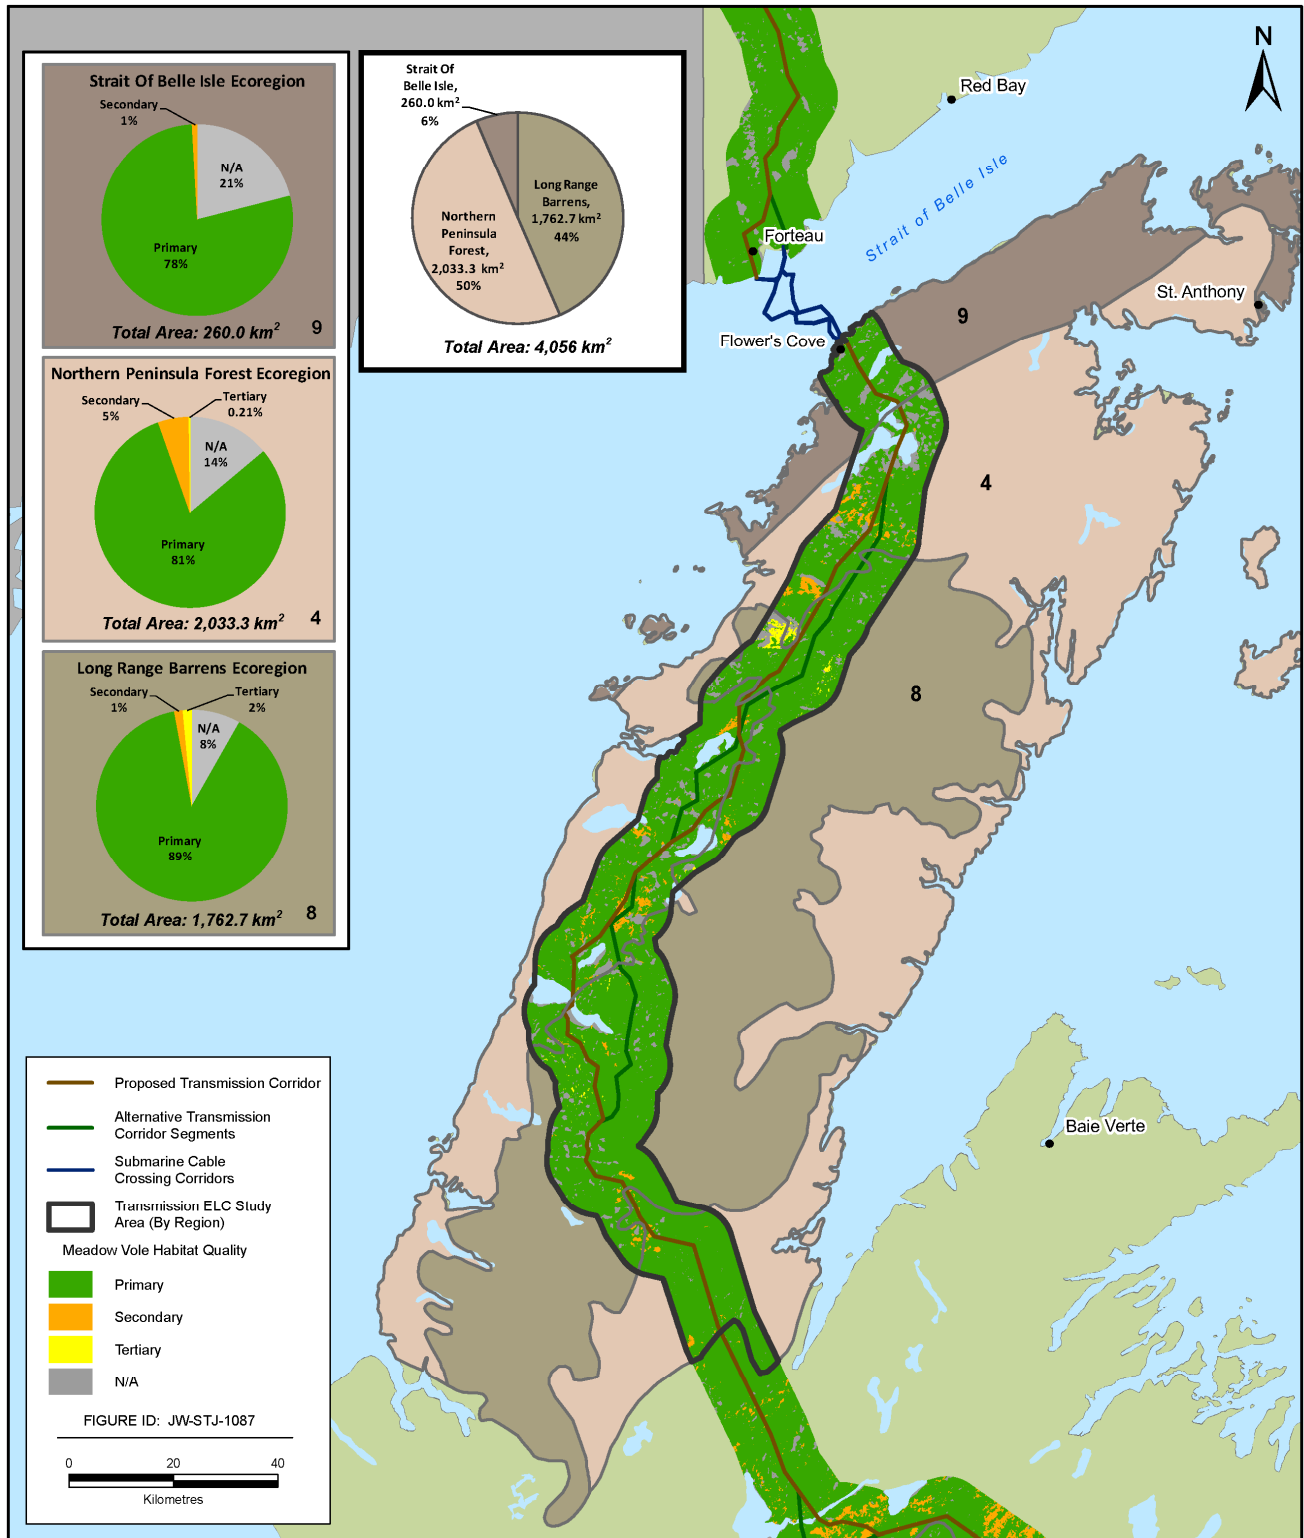 Strait Of Belle Isle Ecoregion
Secondary
1%
N/A
21%
Primary
78%
Total Area: 260.0 km2
9
Northern Peninsula Forest Ecoregion
Secondary
5%
Tertiary
0.21%
N/A
14%
Primary
81%
Total Area: 2,033.3 km2
4
Long Range Barrens Ecoregion
Secondary
1%
Tertiary
2%
N/A
8%
Primary
89%
Total Area: 1,762.7 km2
8
Strait Of
Belle Isle,
260.0 km2
6%
Long Range
Barrens,
1,762.7 km2
44%
Northern
Peninsula
Forest,
2,033.3 km2
50%
Total Area: 4,056 km2
N
Red Bay
Strait of Belle Isle
Forteau
St. Anthony
Flower's Cove
9
4
8
Baie Verte
Proposed Transmission Corridor
Alternative Transmission
Corridor Segments
Submarine Cable
Crossing Corridors
Transmission ELC Study
Area (By Region)
Meadow Vole Habitat Quality
Primary
Secondary
Tertiary
N/A
FIGURE ID: JW-STJ-1087
0 20 40
Kilometres